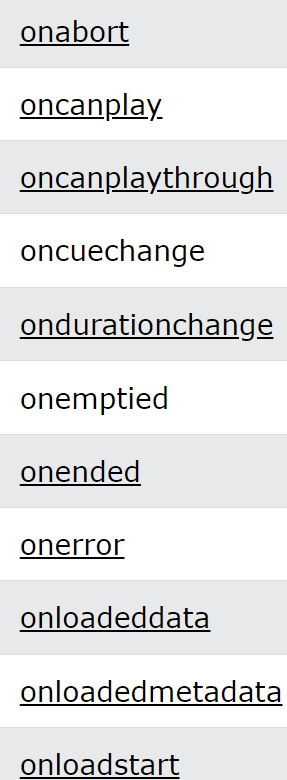 onabort
oncanplay
oncanplaythrough
oncuechange
ondurationchange
onemptied
onended
onerror
onloadeddata
onloadedmetadata
onloadstart